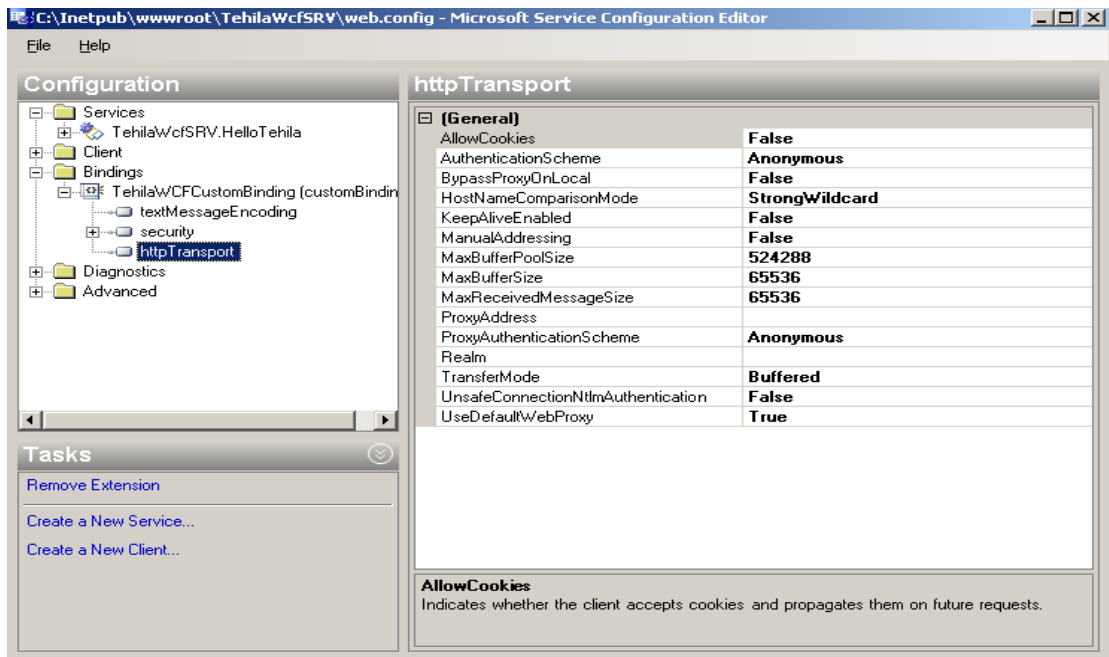 C:\Inetpub\wwwroot\TehilaWcfSRV\web.config - Microsoft Service Configuration Editor
File Help
Configuration
Services
TehilaWcfSRV.HelloTehila
Client
Bindings
TehilaWCFCustomBinding (customBindin
textMessageEncoding
security
httpTransport
Diagnostics
Advanced
Tasks
Remove Extension
Create a New Service...
Create a New Client...
httpTransport
(General)
AllowCookies False
AuthenticationScheme Anonymous
BypassProxyOnLocal False
HostNameComparisonMode StrongWildcard
KeepAliveEnabled False
ManualAddressing False
MaxBufferPoolSize 524288
MaxBufferSize 65536
MaxReceivedMessageSize 65536
ProxyAddress
ProxyAuthenticationScheme Anonymous
Realm
TransferMode Buffered
UnsafeConnectionNtlmAuthentication False
UseDefaultWebProxy True
AllowCookies
Indicates whether the client accepts cookies and propagates them on future requests.